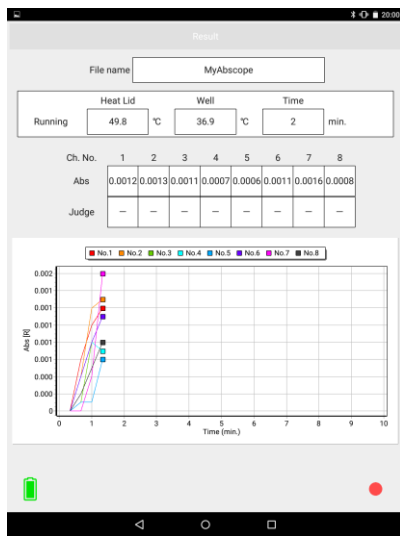 20:00
Result
File name MyAbscope
Heat Lid Well Time
Running 49.8 ℃ 36.9 ℃ 2 min.
Ch. No. 1 2 3 4 5 6 7 8
Abs 0.0012 0.0013 0.0011 0.0007 0.0006 0.0011 0.0016 0.0008
Judge — — — — — — — —
No.1 No.2 No.3 No.4 No.5 No.6 No.7 No.8
0.002
0.001
0.001
0.001
0.001
0.001
0.000
0.000
0
Abs [R]
0 1 2 3 4 5 6 7 8 9 10
Time (min.)